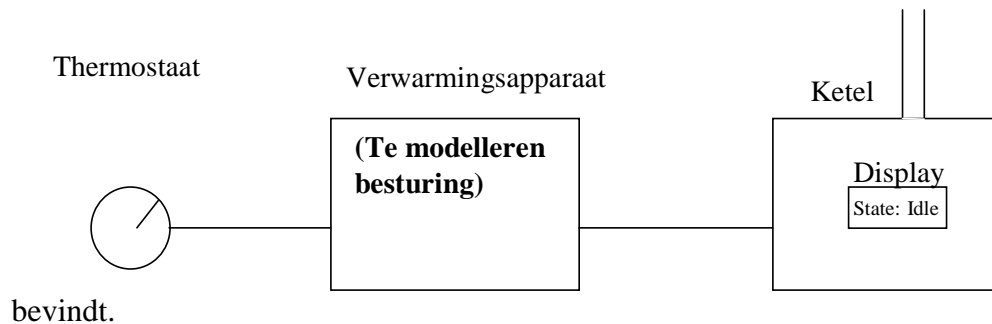 Thermostaat
Verwarmingsapparaat
Ketel
(Te modelleren
besturing)
Display
State: Idle
bevindt.